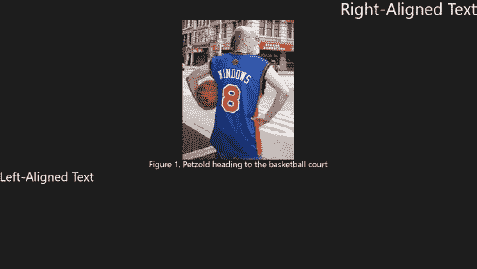 Right-Aligned Text
WINDOWS
8
Figure 1. Petzold heading to the basketball court
Left-Aligned Text